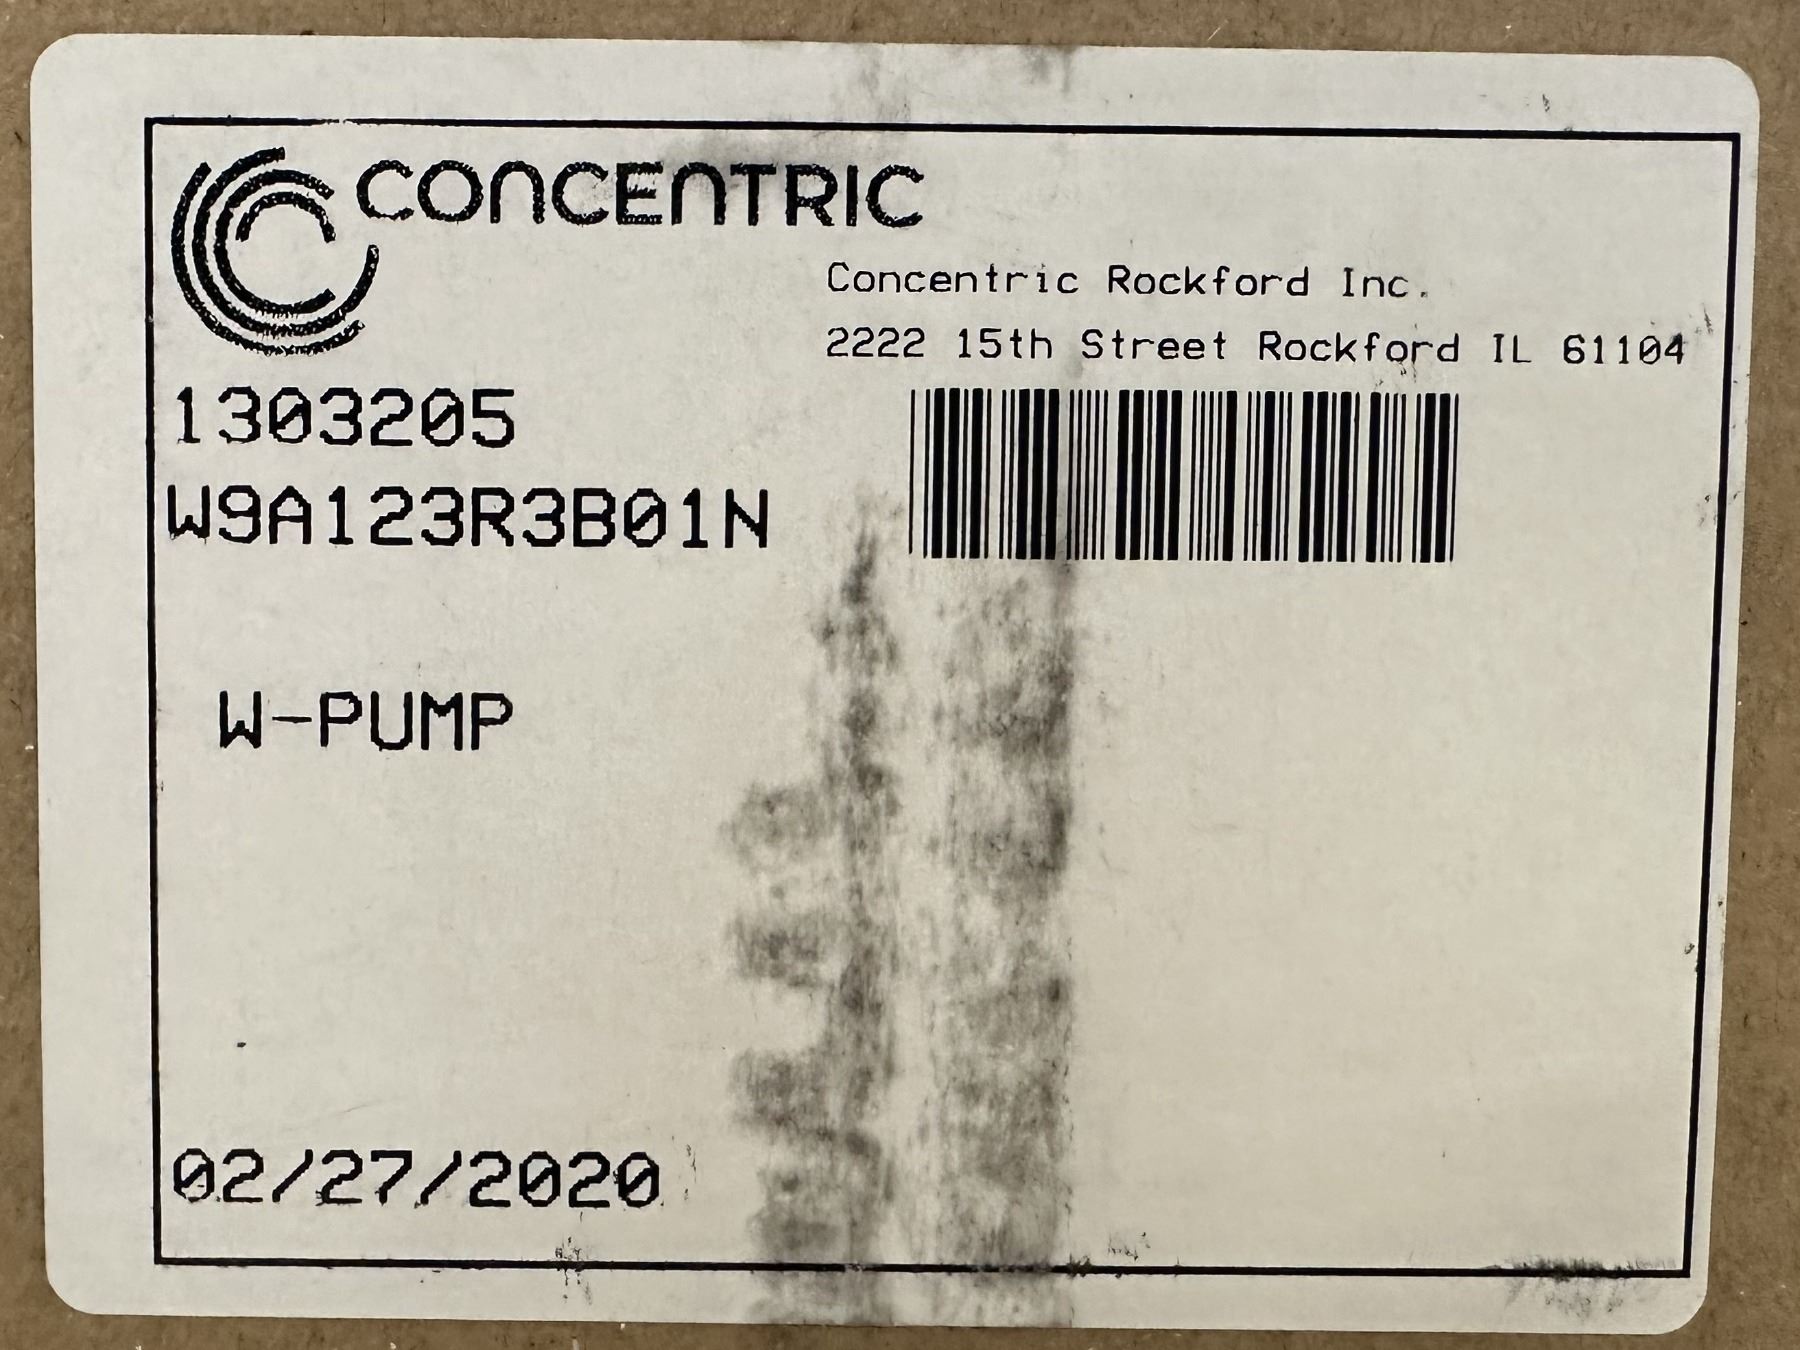 CONCENTRIC
Concentric Rockford Inc.
2222 15th Street Rockford IL 61104
1303205
W9A123R3B01N
W-PUMP
02/27/2020